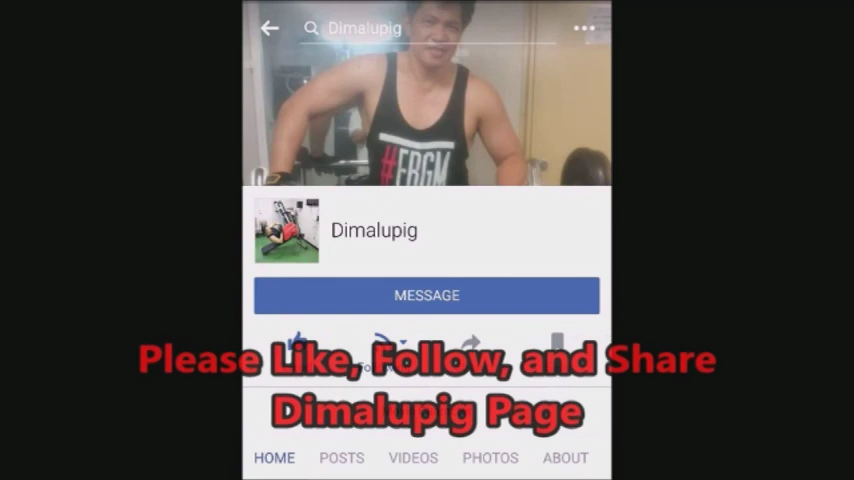 Dimalupig
#FBGM
Dimalupig
MESSAGE
Please Like, Follow, and Share
Dimalupig Page
HOME POSTS VIDEOS PHOTOS ABOUT